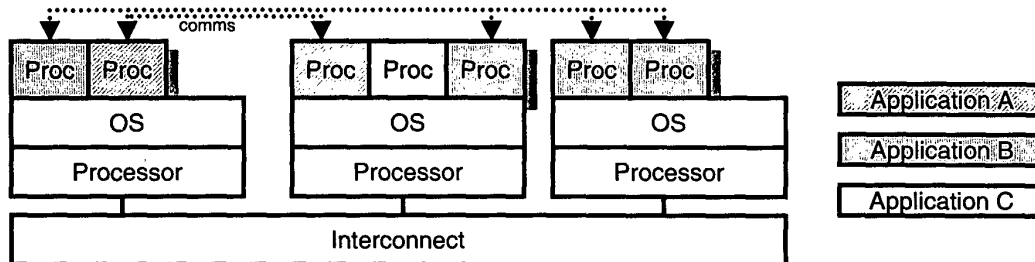 comms
Proc Proc Proc Proc Proc Proc Proc
OS OS OS
Processor Processor Processor
Interconnect
Application A
Application B
Application C